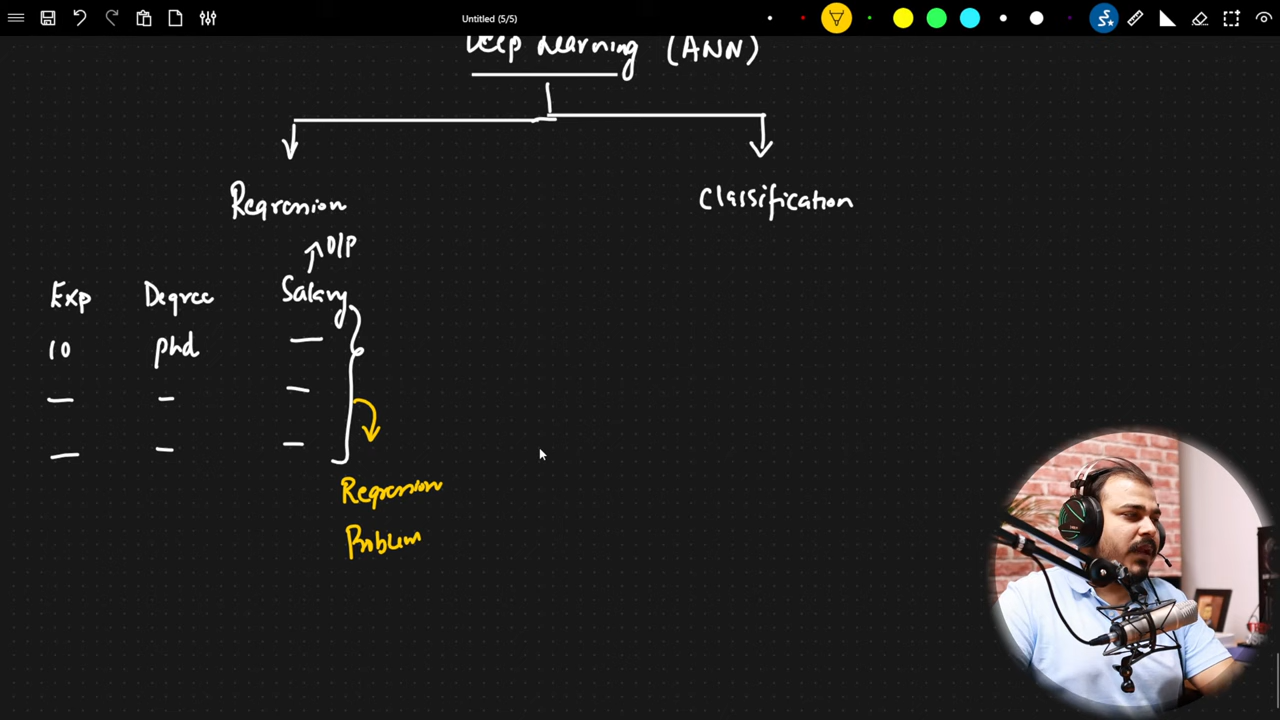 Untitled (5/5)
Deep Learning (ANN)
Regression
Classification
O/P
Exp Degree Salary
10 phd —
— - —
— - —
Regression
Problem